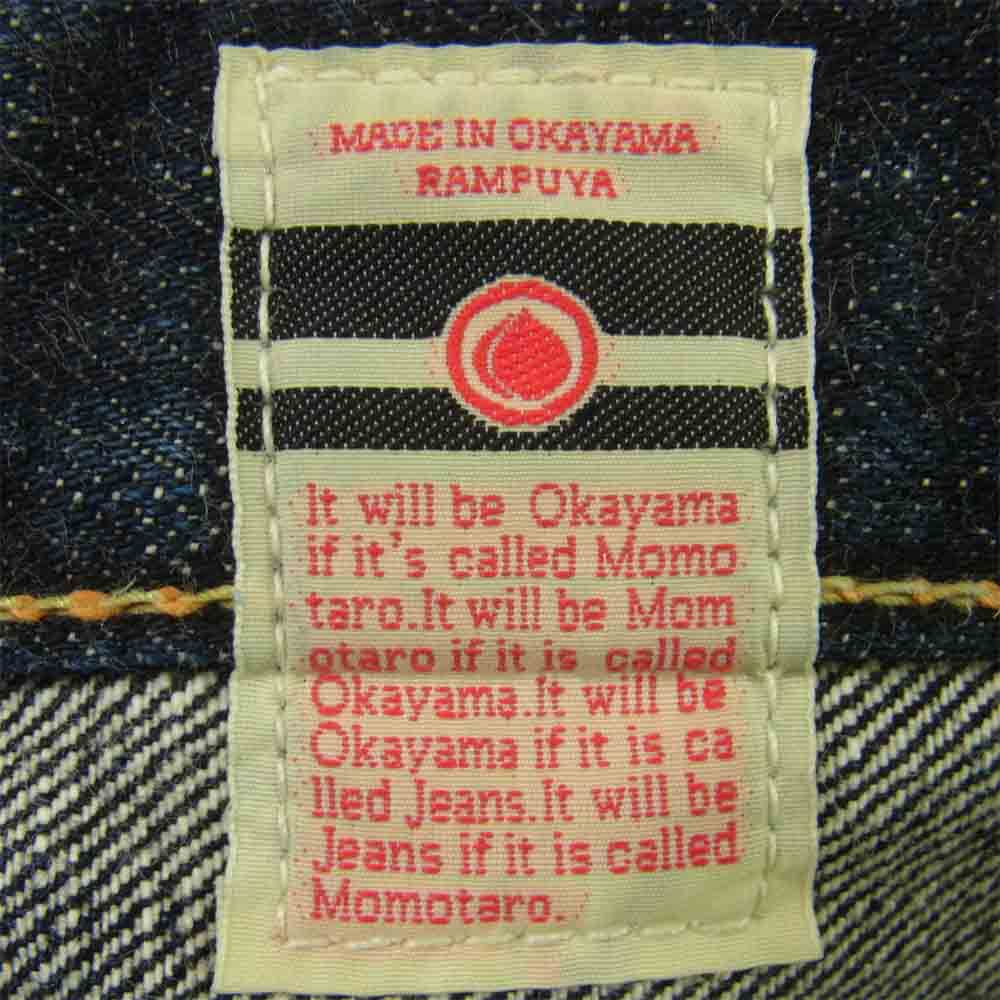 MADE IN OKAYAMA
RAMPUYA
It will be Okayama
if it's called Momo
taro.It will be Mom
otaro if it is called
Okayama.It will be
Okayama if it is ca
lled Jeans.It will be
Jeans if it is called
Momotaro.